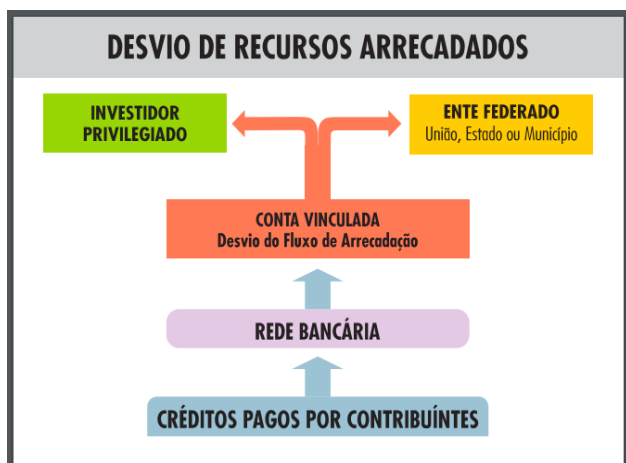 DESVIO DE RECURSOS ARRECADADOS
INVESTIDOR
PRIVILEGIADO
ENTE FEDERADO
União, Estado ou Município
CONTA VINCULADA
Desvio do Fluxo de Arrecadação
REDE BANCÁRIA
CRÉDITOS PAGOS POR CONTRIBUÍNTES